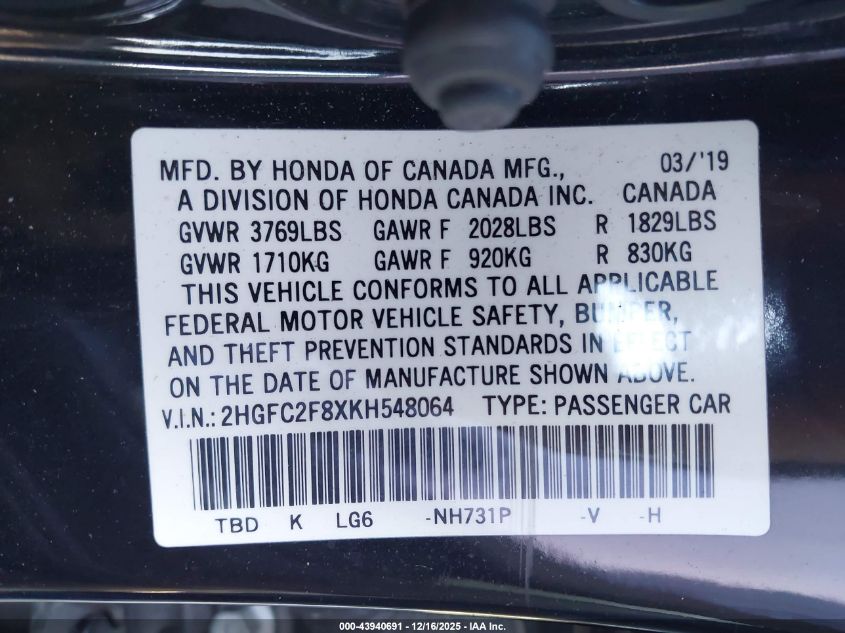 MFD. BY HONDA OF CANADA MFG., 03/'19
A DIVISION OF HONDA CANADA INC. CANADA
GVWR 3769LBS GAWR F 2028LBS R 1829LBS
GVWR 1710KG GAWR F 920KG R 830KG
THIS VEHICLE CONFORMS TO ALL APPLICABLE
FEDERAL MOTOR VEHICLE SAFETY, BUMPER,
AND THEFT PREVENTION STANDARDS IN EFFECT
ON THE DATE OF MANUFACTURE SHOWN ABOVE.
V.I.N.: 2HGFC2F8XKH548064 TYPE: PASSENGER CAR
TBD K LG6 -NH731P -V -H
000-43940691 - 12/16/2025 - IAA Inc.